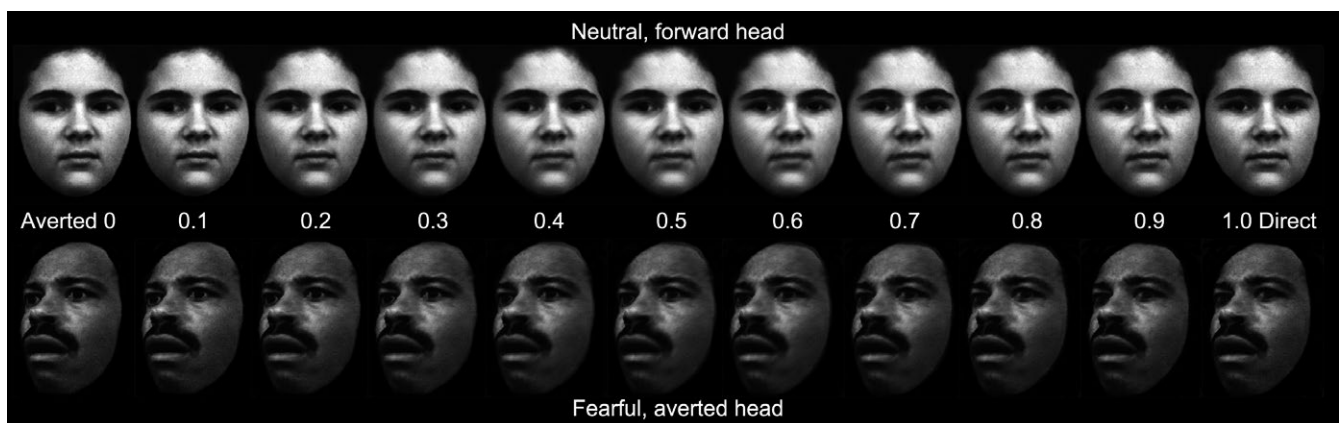 Neutral, forward head
Averted 0 0.1 0.2 0.3 0.4 0.5 0.6 0.7 0.8 0.9 1.0 Direct
Fearful, averted head